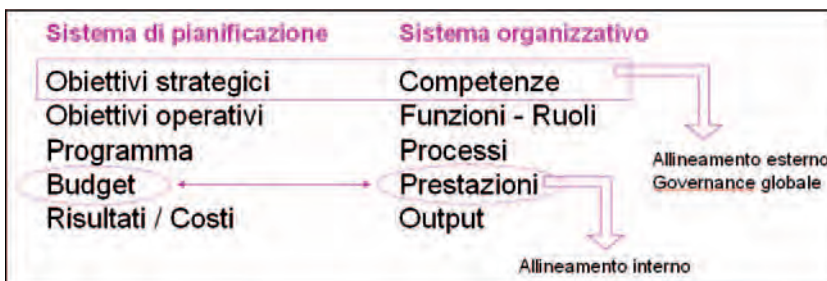 Sistema di pianificazione Sistema organizzativo
Obiettivi strategici Competenze
Obiettivi operativi Funzioni - Ruoli
Programma Processi
Budget Prestazioni
Risultati / Costi Output
Allineamento esterno
Governance globale
Allineamento interno